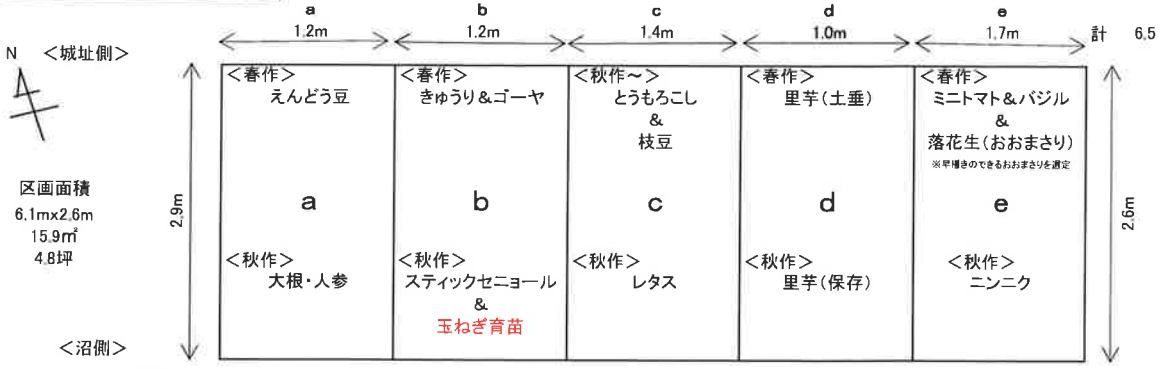 a b c d e
1.2m 1.2m 1.4m 1.0m 1.7m 計 6.5
N <城址側>
<春作>
えんどう豆
<春作>
きゅうり&ゴーヤ
<秋作~>
とうもろこし
&
枝豆
<春作>
里芋(土垂)
<春作>
ミニトマト&バジル
&
落花生(おおまさり)
※早播きのできるおおまさりを選定
区画面積
6.1mx2.6m
15.9㎡
4.8坪
2.9m
a b c d e
2.6m
<秋作>
大根・人参
<秋作>
スティックセニョール
&
玉ねぎ育苗
<秋作>
レタス
<秋作>
里芋(保存)
<秋作>
ニンニク
<沼側>